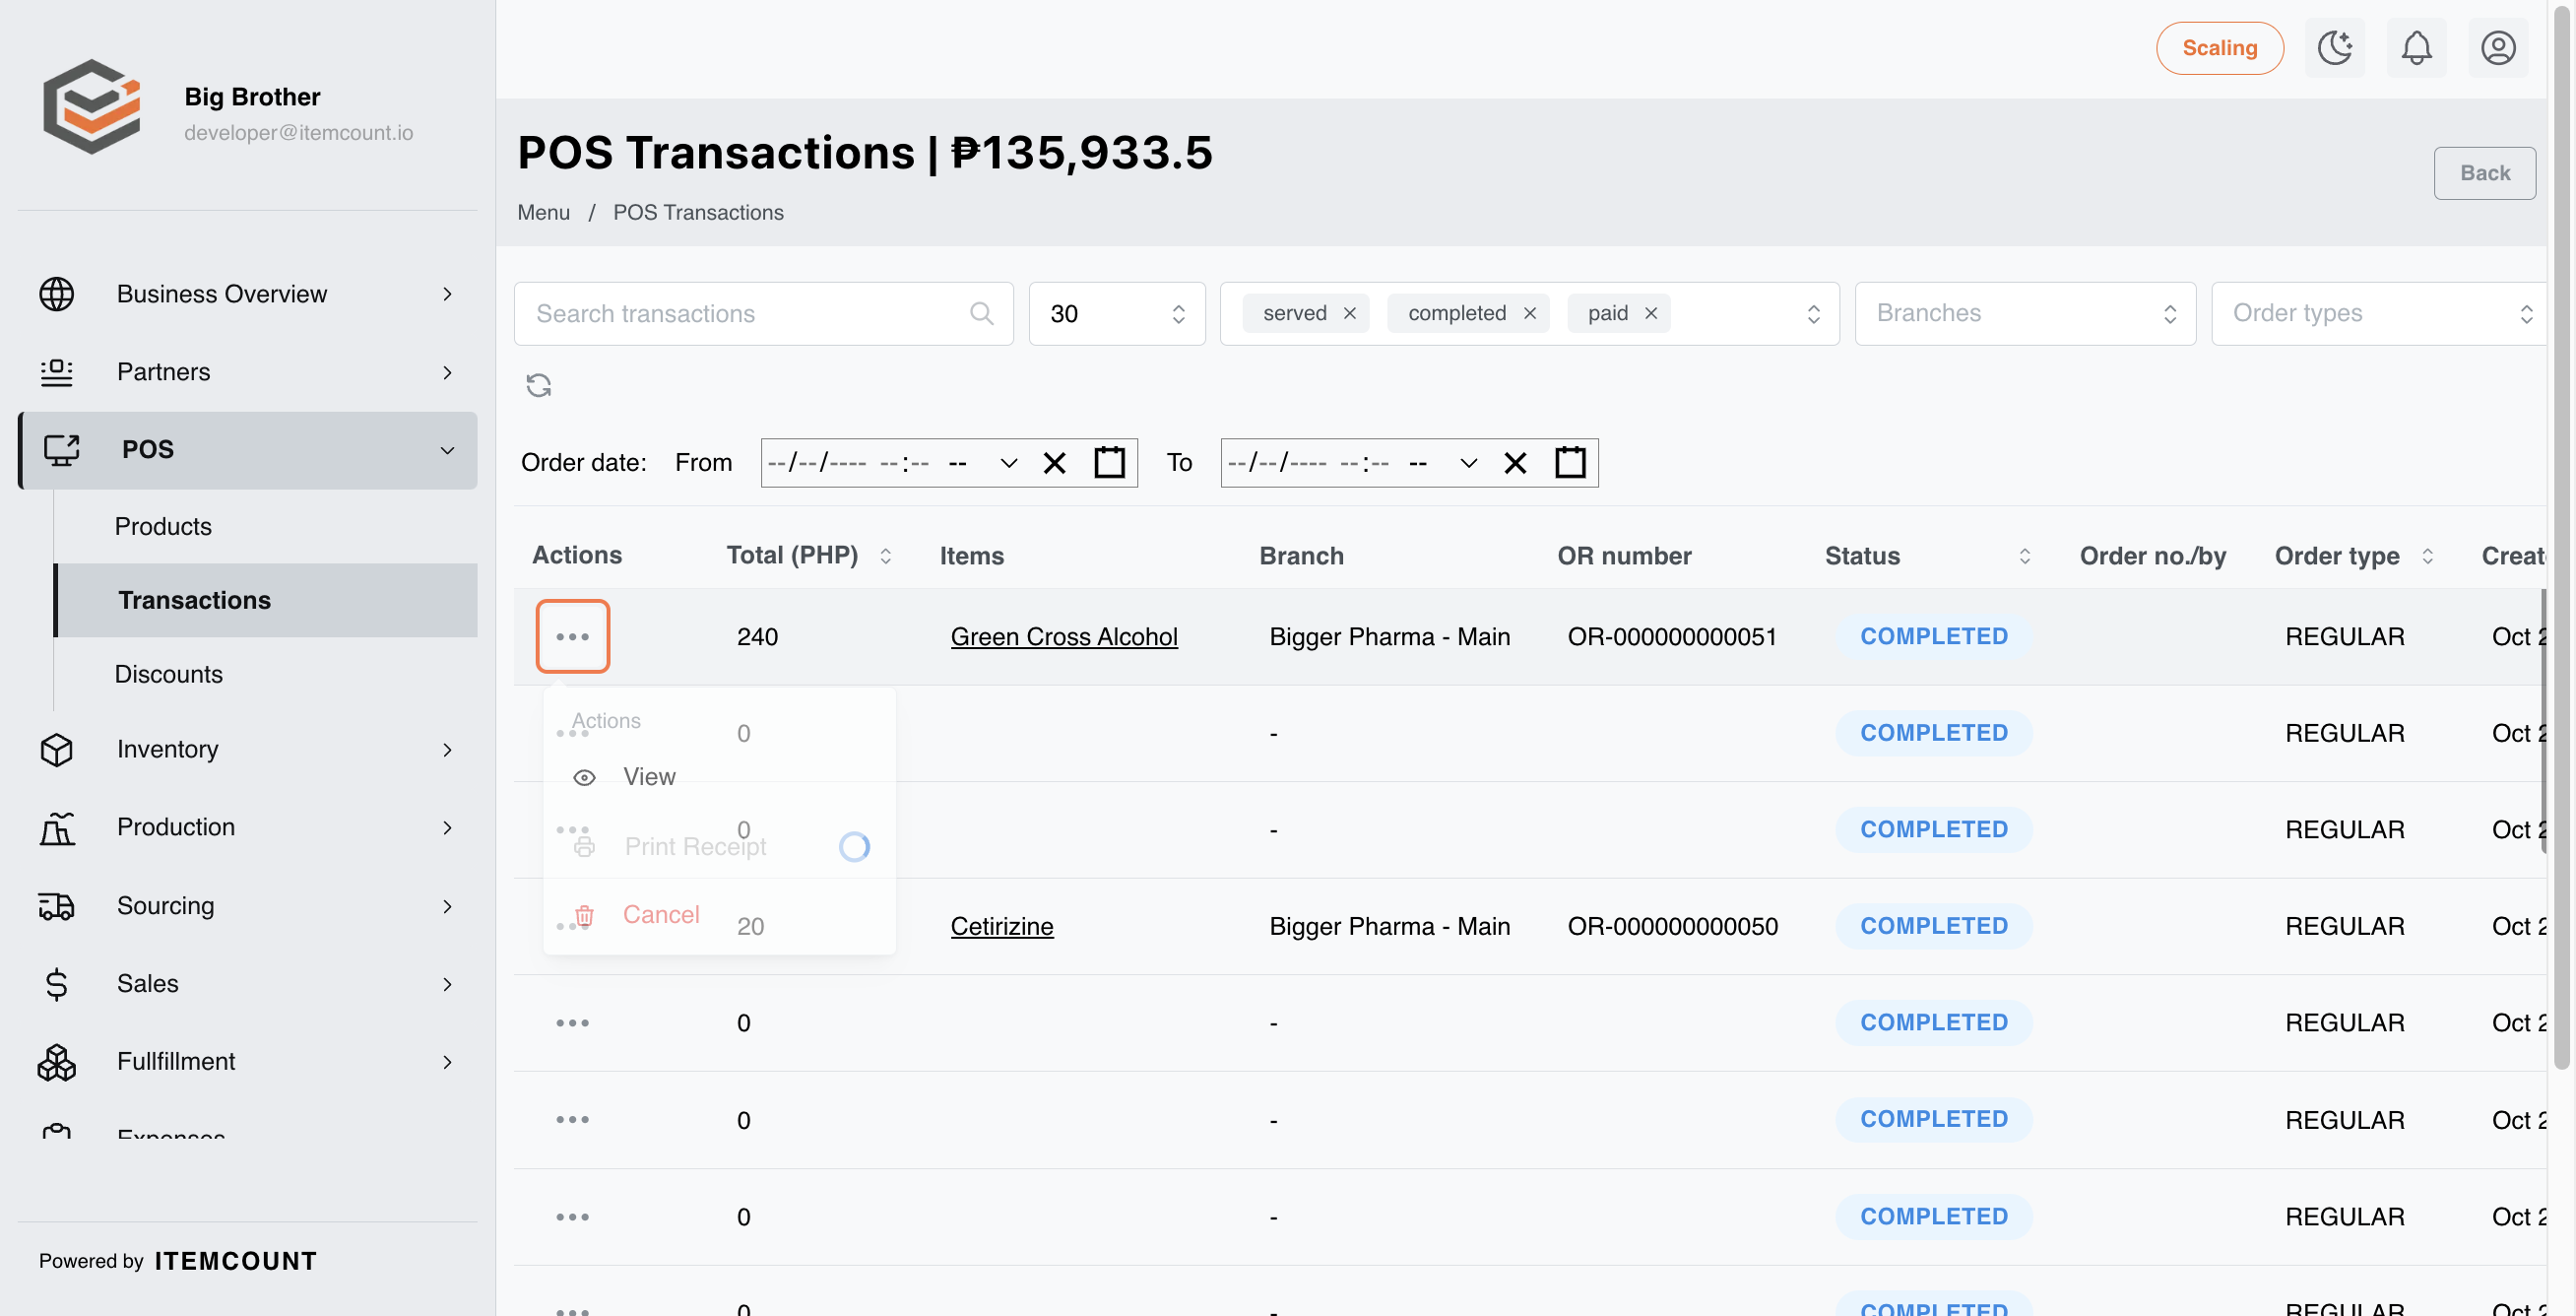 Big Brother
developer@itemcount.io
Business Overview
Partners
POS
Products
Transactions
Discounts
Inventory
Production
Sourcing
Sales
Fullfillment
Expenses
Powered by ITEMCOUNT
Scaling
POS Transactions | ₱135,933.5
Menu / POS Transactions
Back
Search transactions
30
served
completed
paid
Branches
Order types
Order date: From --/--/---- --:-- -- To --/--/---- --:-- --
Actions Total (PHP) Items Branch OR number Status Order no./by Order type Creat
240 Green Cross Alcohol Bigger Pharma - Main OR-000000000051 COMPLETED REGULAR Oct 2
Actions
0 - COMPLETED REGULAR Oct 2
View
0 - COMPLETED REGULAR Oct 2
Print Receipt
Cancel
20 Cetirizine Bigger Pharma - Main OR-000000000050 COMPLETED REGULAR Oct 2
0 - COMPLETED REGULAR Oct 2
0 - COMPLETED REGULAR Oct 2
0 - COMPLETED REGULAR Oct 2
0 - COMPLETED REGULAR Oct 2